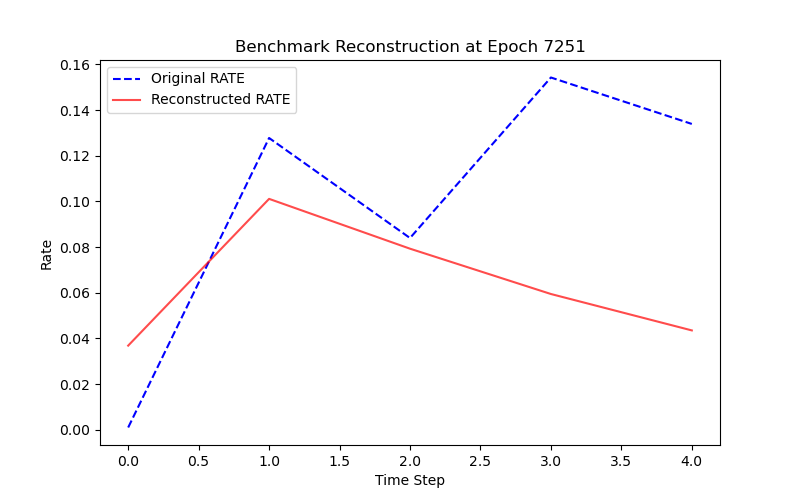 Benchmark Reconstruction at Epoch 7251
Original RATE
Reconstructed RATE
0.16
0.14
0.12
0.10
0.08
0.06
0.04
0.02
0.00
Rate
0.0 0.5 1.0 1.5 2.0 2.5 3.0 3.5 4.0
Time Step